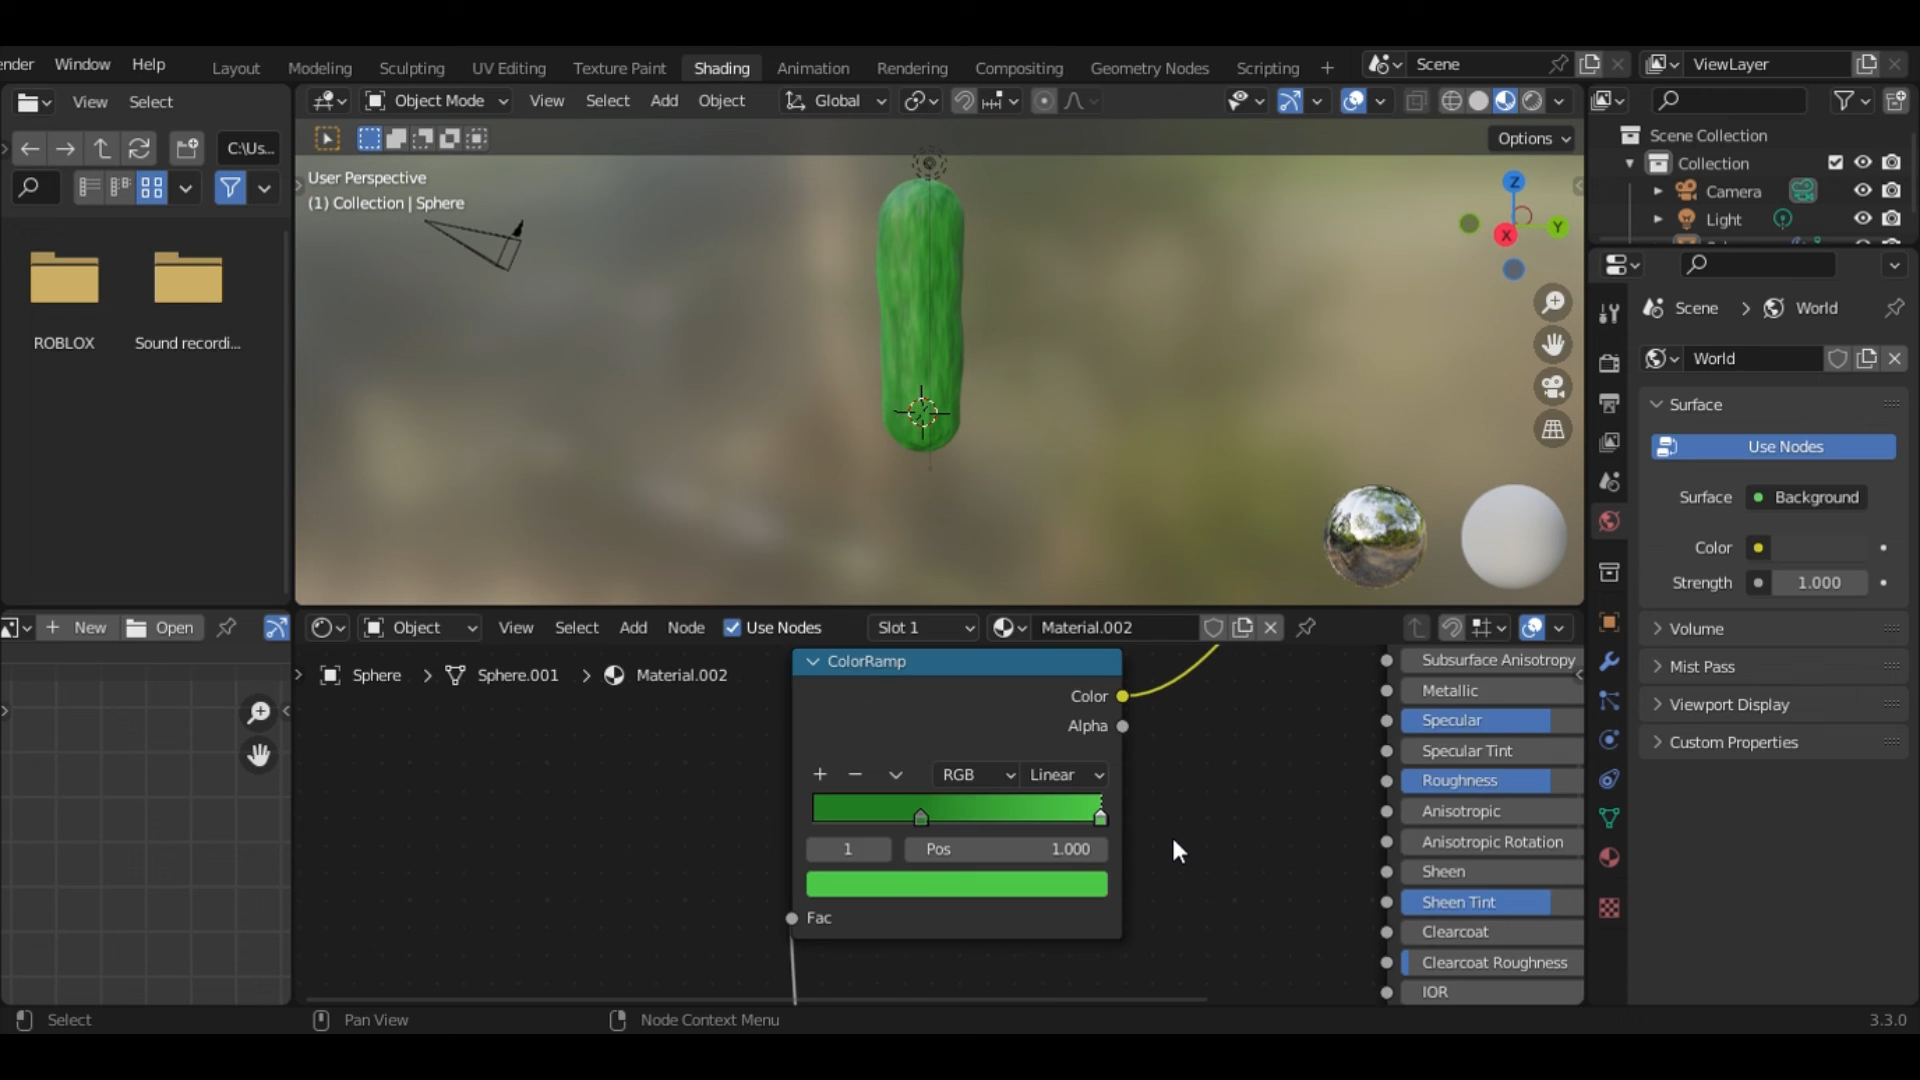 ender Window Help Layout Modeling Sculpting UV Editing Texture Paint Shading Animation Rendering Compositing Geometry Nodes Scripting + Scene ViewLayer
View Select Object Mode View Select Add Object Global
C:\Us... Options
Scene Collection
Collection
Camera
Light
User Perspective
(1) Collection | Sphere
Z
Y
X
ROBLOX Sound recordi...
Scene > World
World
Surface
Use Nodes
Surface Background
Color
Strength 1.000
Volume
Mist Pass
Viewport Display
Custom Properties
+ New Open Object View Select Add Node Use Nodes Slot 1 Material.002
Sphere > Sphere.001 > Material.002
ColorRamp
Color
Alpha
+ − RGB Linear
1 Pos 1.000
Fac
Subsurface Anisotropy
Metallic
Specular
Specular Tint
Roughness
Anisotropic
Anisotropic Rotation
Sheen
Sheen Tint
Clearcoat
Clearcoat Roughness
IOR
Select Pan View Node Context Menu 3.3.0